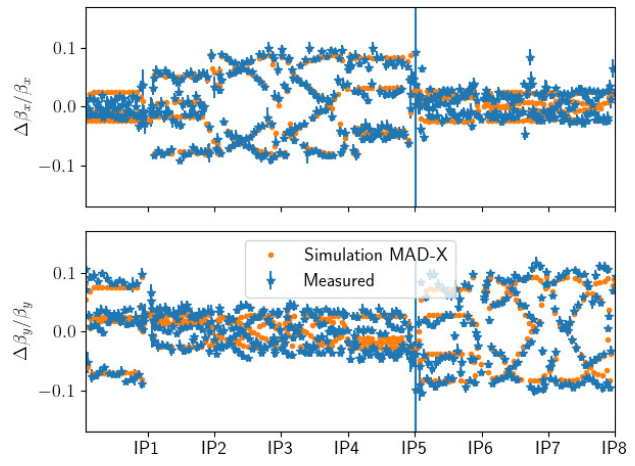 0.1
0.0
−0.1
Δβx/βx
0.1
0.0
−0.1
Δβy/βy
Simulation MAD-X
Measured
IP1 IP2 IP3 IP4 IP5 IP6 IP7 IP8